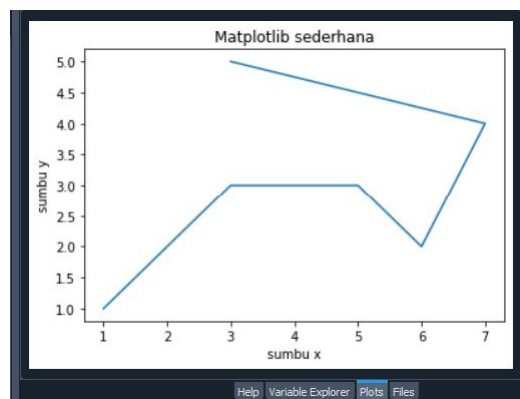 Matplotlib sederhana
5.0
4.5
4.0
3.5
3.0
2.5
2.0
1.5
1.0
sumbu y
1 2 3 4 5 6 7
sumbu x
Help Variable Explorer Plots Files